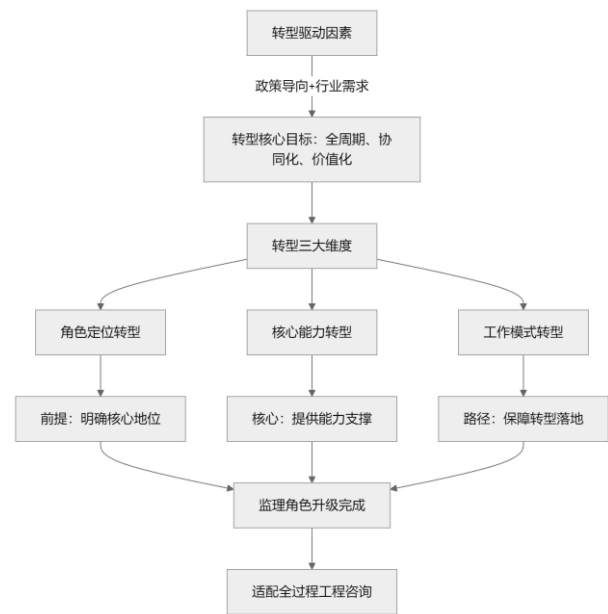 转型驱动因素
政策导向+行业需求
转型核心目标：全周期、协
同化、价值化
转型三大维度
角色定位转型
核心能力转型
工作模式转型
前提：明确核心地位
核心：提供能力支撑
路径：保障转型落地
监理角色升级完成
适配全过程工程咨询